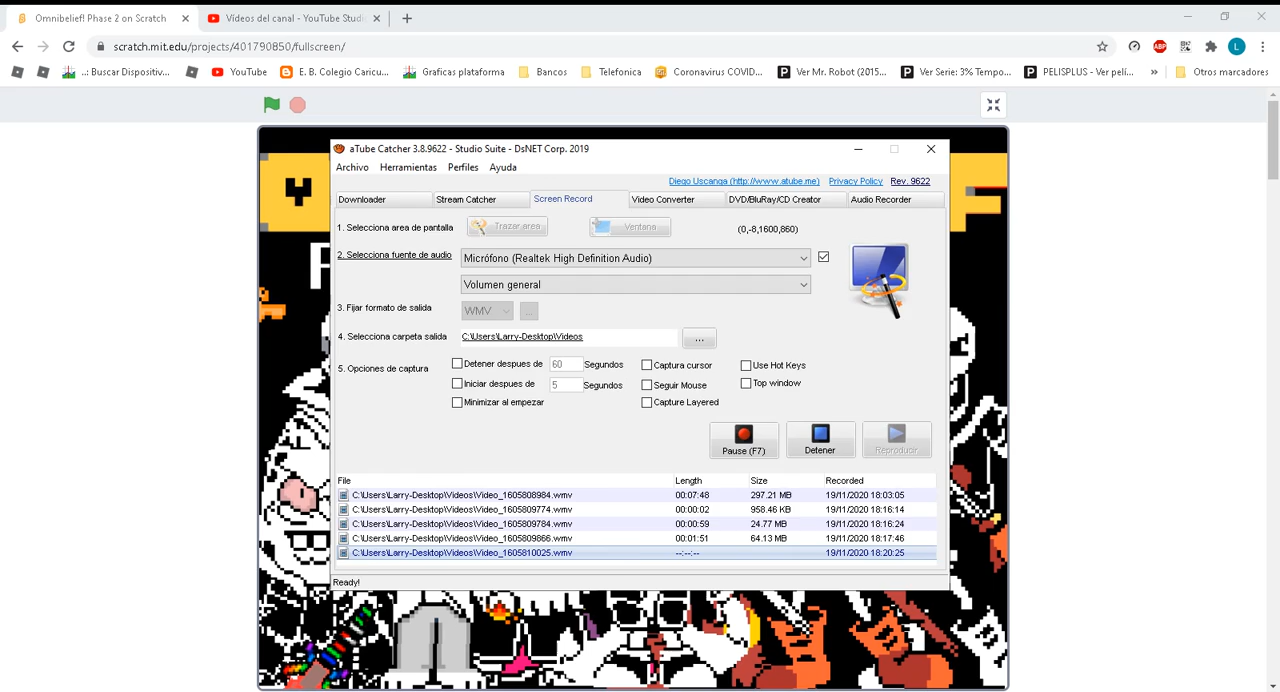 Omnibelief! Phase 2 on Scratch
Vídeos del canal - YouTube Studi
scratch.mit.edu/projects/401790850/fullscreen/
ABP
L
.: Buscar Dispositiv...
YouTube
E. B. Colegio Caricu...
Graficas plataforma
Bancos
Telefonica
Coronavirus COVID...
Ver Mr. Robot (2015...
Ver Serie: 3% Tempo...
PELISPLUS - Ver pelí...
»
Otros marcadores
aTube Catcher 3.8.9622 - Studio Suite - DsNET Corp. 2019
Archivo Herramientas Perfiles Ayuda
Diego Uscanga (http://www.atube.me) Privacy Policy Rev. 9622
Downloader Stream Catcher Screen Record Video Converter DVD/BluRay/CD Creator Audio Recorder
1. Selecciona area de pantalla Trazar area Ventana (0,-8,1600,860)
2. Selecciona fuente de audio Micrófono (Realtek High Definition Audio)
Volumen general
3. Fijar formato de salida WMV ...
4. Selecciona carpeta salida C:\Users\Larry-Desktop\Videos ...
5. Opciones de captura
Detener despues de 60 Segundos Captura cursor Use Hot Keys
Iniciar despues de 5 Segundos Seguir Mouse Top window
Minimizar al empezar Capture Layered
Pause (F7) Detener Reproducir
File Length Size Recorded
C:\Users\Larry-Desktop\Videos\Video_1605808984.wmv 00:07:48 297.21 MB 19/11/2020 18:03:05
C:\Users\Larry-Desktop\Videos\Video_1605809774.wmv 00:00:02 958.46 KB 19/11/2020 18:16:14
C:\Users\Larry-Desktop\Videos\Video_1605809784.wmv 00:00:59 24.77 MB 19/11/2020 18:16:24
C:\Users\Larry-Desktop\Videos\Video_1605809866.wmv 00:01:51 64.13 MB 19/11/2020 18:17:46
C:\Users\Larry-Desktop\Videos\Video_1605810025.wmv --:--:-- 19/11/2020 18:20:25
Ready!